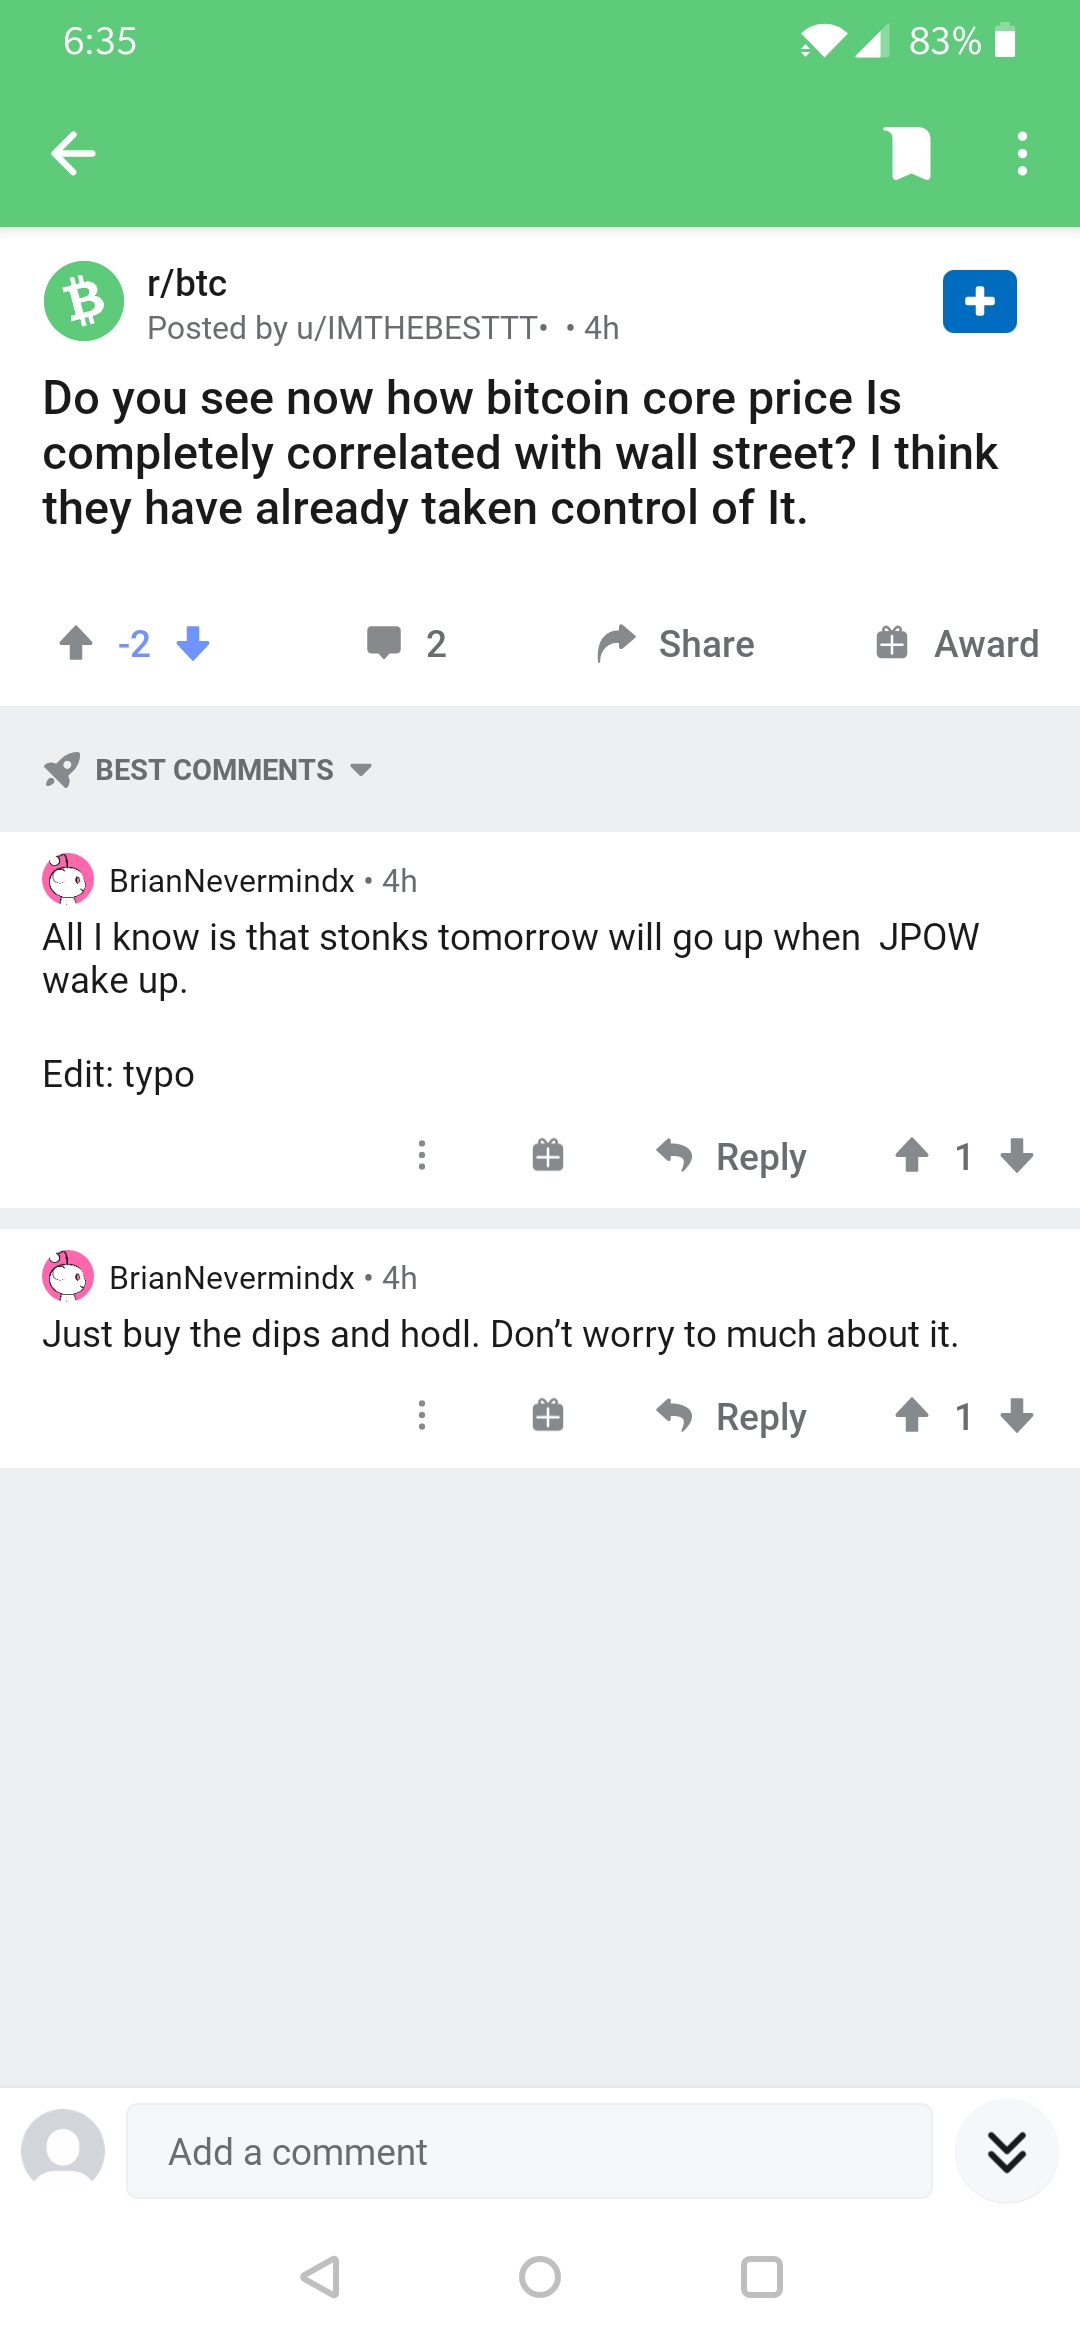 6:35
83%
r/btc
Posted by u/IMTHEBESTTT• • 4h
Do you see now how bitcoin core price Is
completely correlated with wall street? I think
they have already taken control of It.
-2
2
Share
Award
BEST COMMENTS
BrianNevermindx • 4h
All I know is that stonks tomorrow will go up when  JPOW
wake up.
Edit: typo
Reply
1
BrianNevermindx • 4h
Just buy the dips and hodl. Don’t worry to much about it.
Reply
1
Add a comment